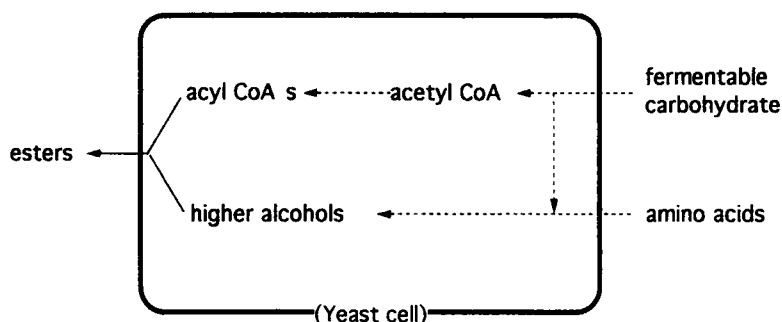 acyl CoA s
acetyl CoA
fermentable
carbohydrate
esters
higher alcohols
amino acids
(Yeast cell)